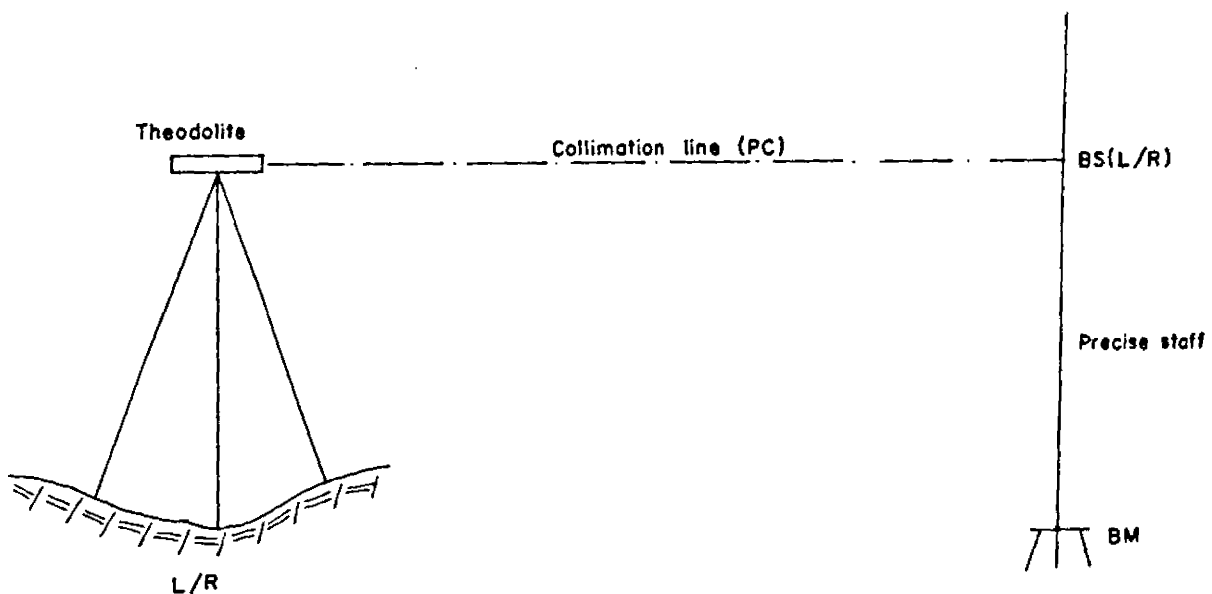 Theodolite
Collimation line (PC)
BS(L/R)
Precise staff
BM
L/R